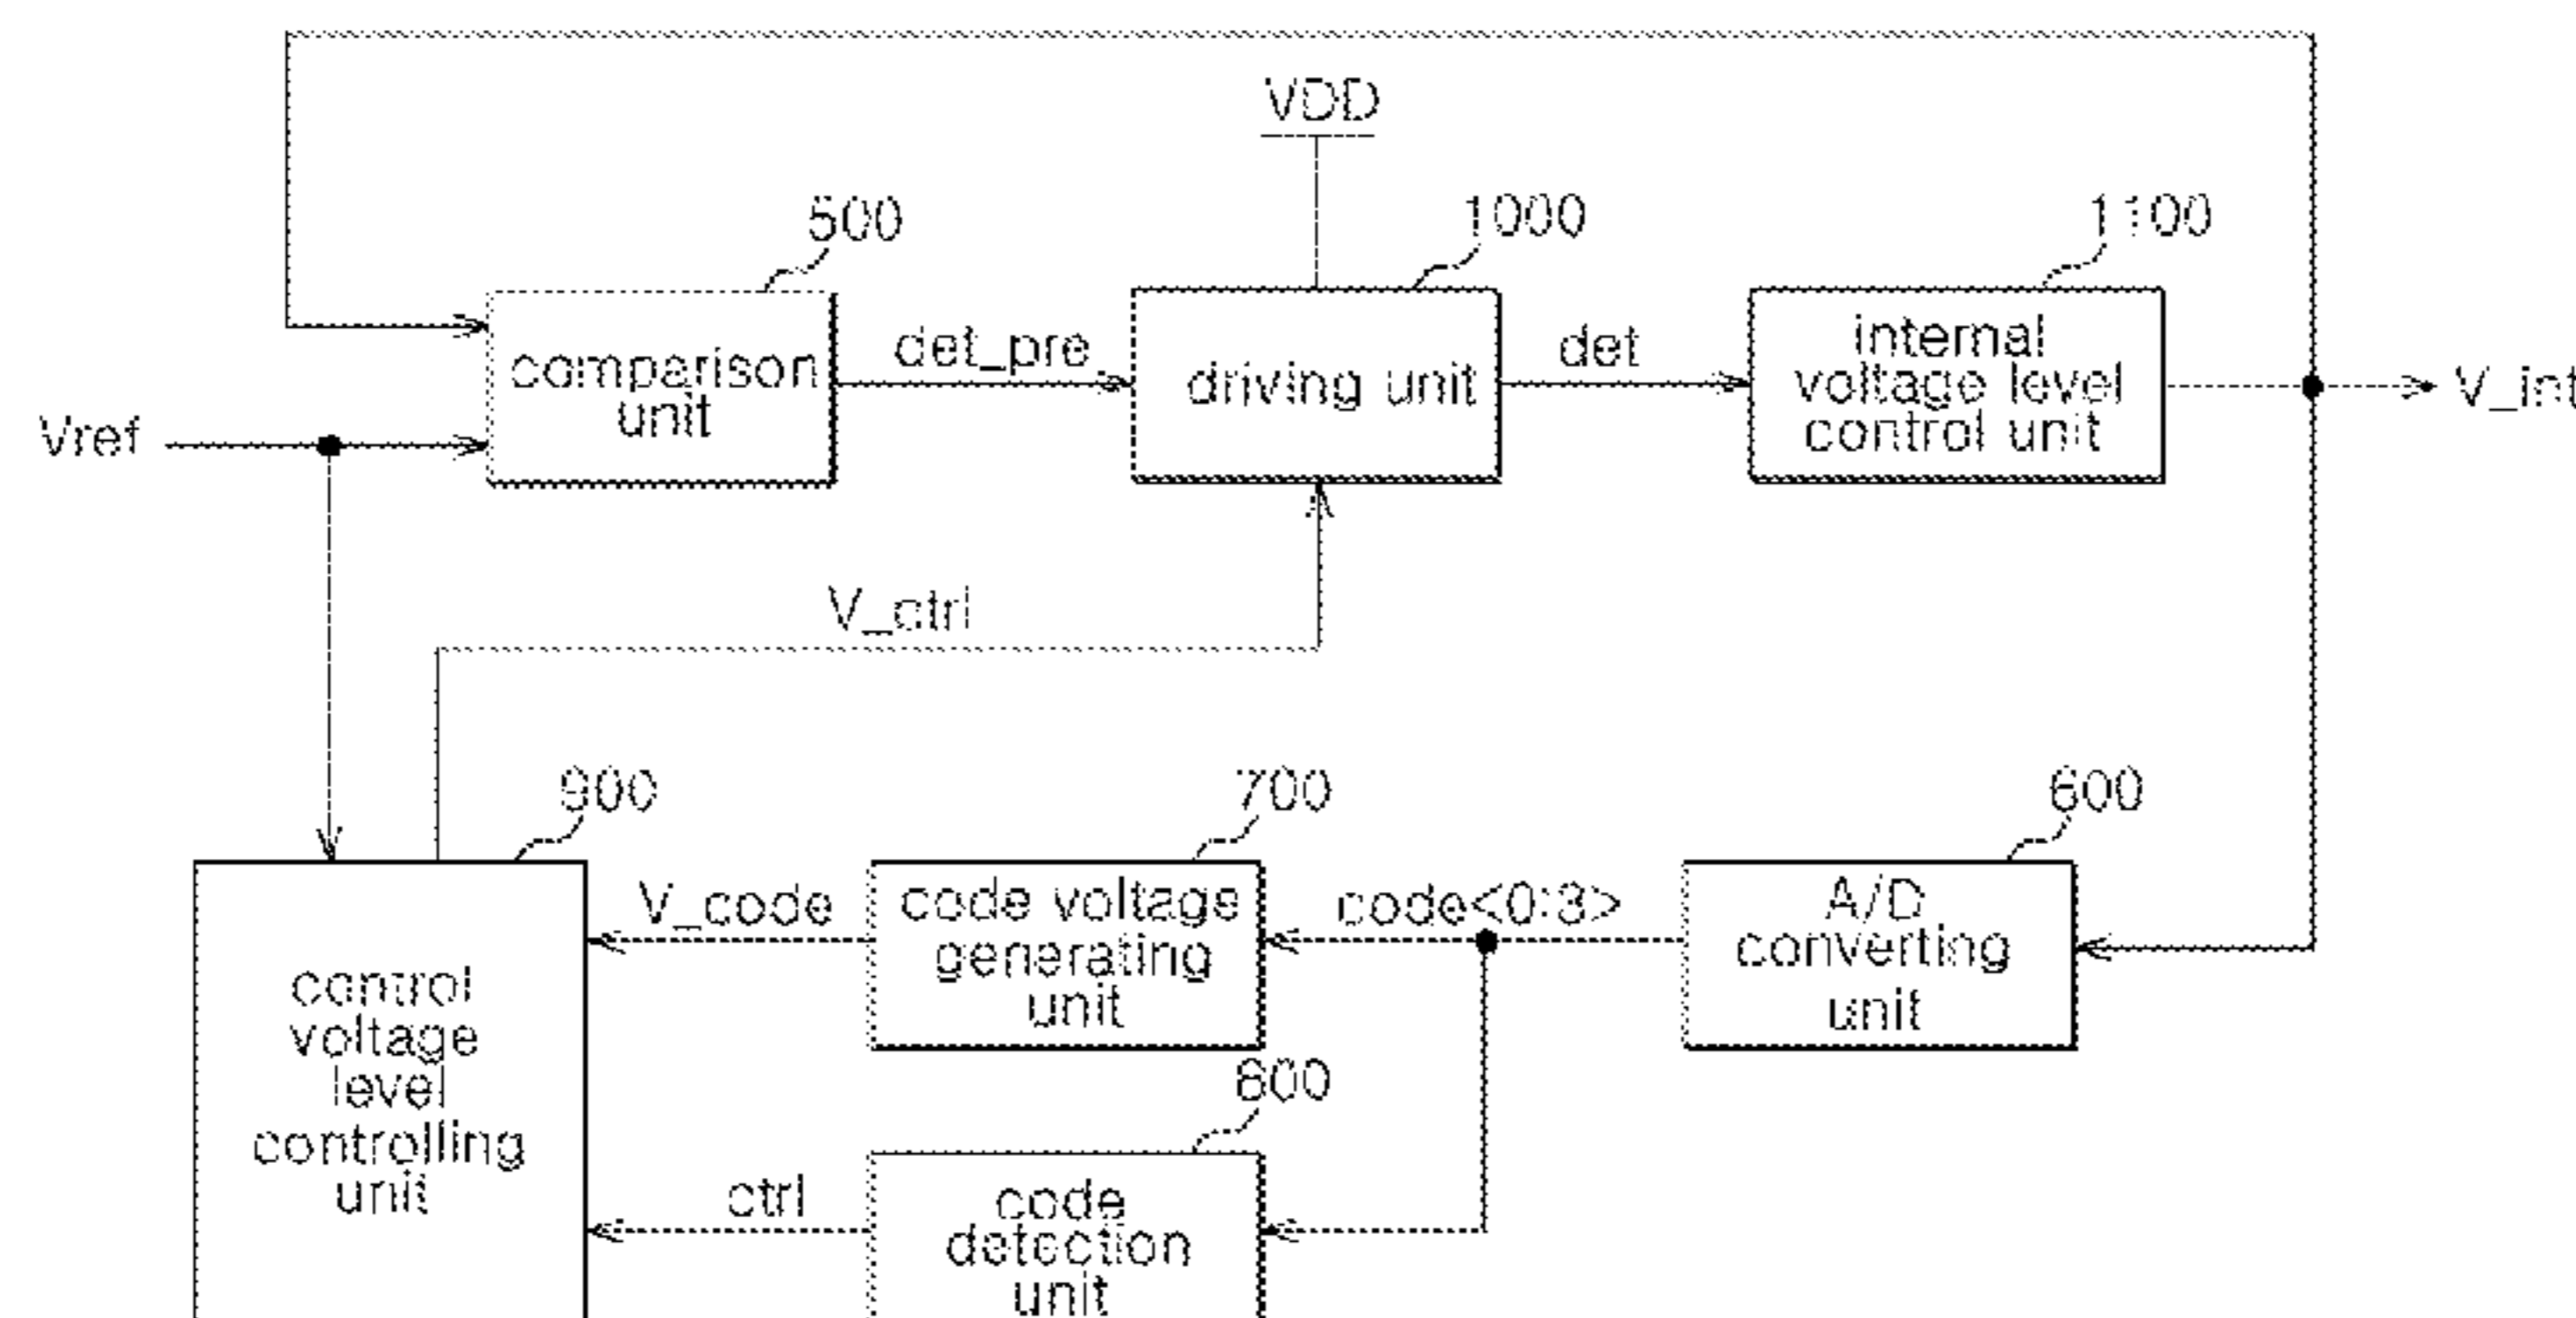 VDD
500
1000
1100
comparison
unit
det_pre
driving unit
det
internal
voltage level
control unit
V_int
Vref
V_ctrl
900
700
600
control
voltage
level
controlling
unit
V_code
code voltage
generating
unit
code<0:3>
A/D
converting
unit
800
ctrl
code
detection
unit